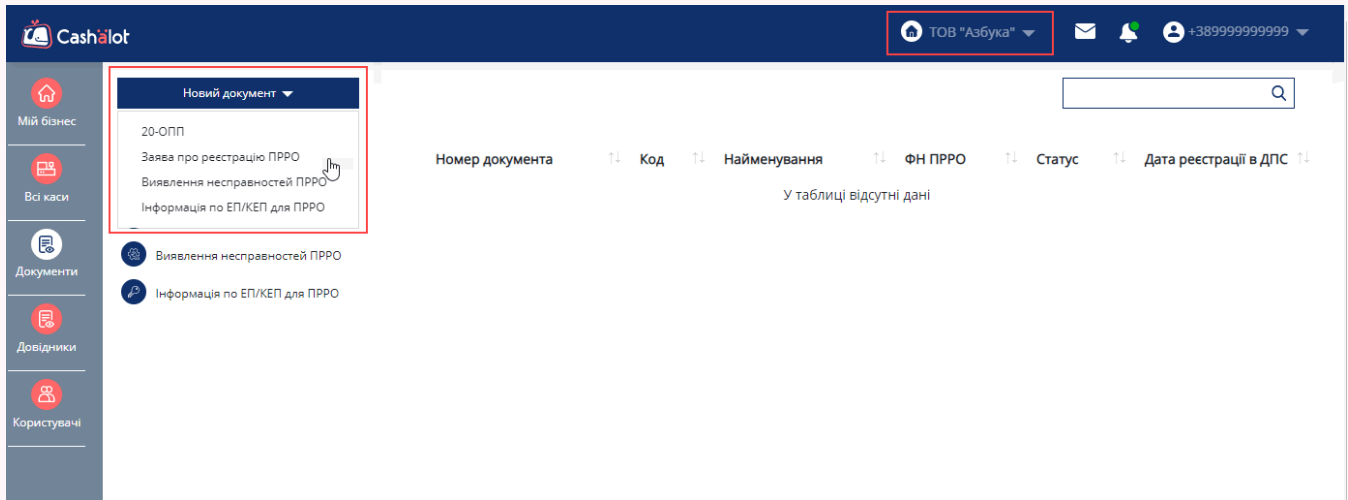 Cashälot
ТОВ "Азбука"
+389999999999
Мій бізнес
Всі каси
Документи
Довідники
Користувачі
Новий документ
20-ОПП
Заява про реєстрацію ПРРО
Виявлення несправностей ПРРО
Інформація по ЕП/КЕП для ПРРО
Виявлення несправностей ПРРО
Інформація по ЕП/КЕП для ПРРО
Номер документа Код Найменування ФН ПРРО Статус Дата реєстрації в ДПС
У таблиці відсутні дані